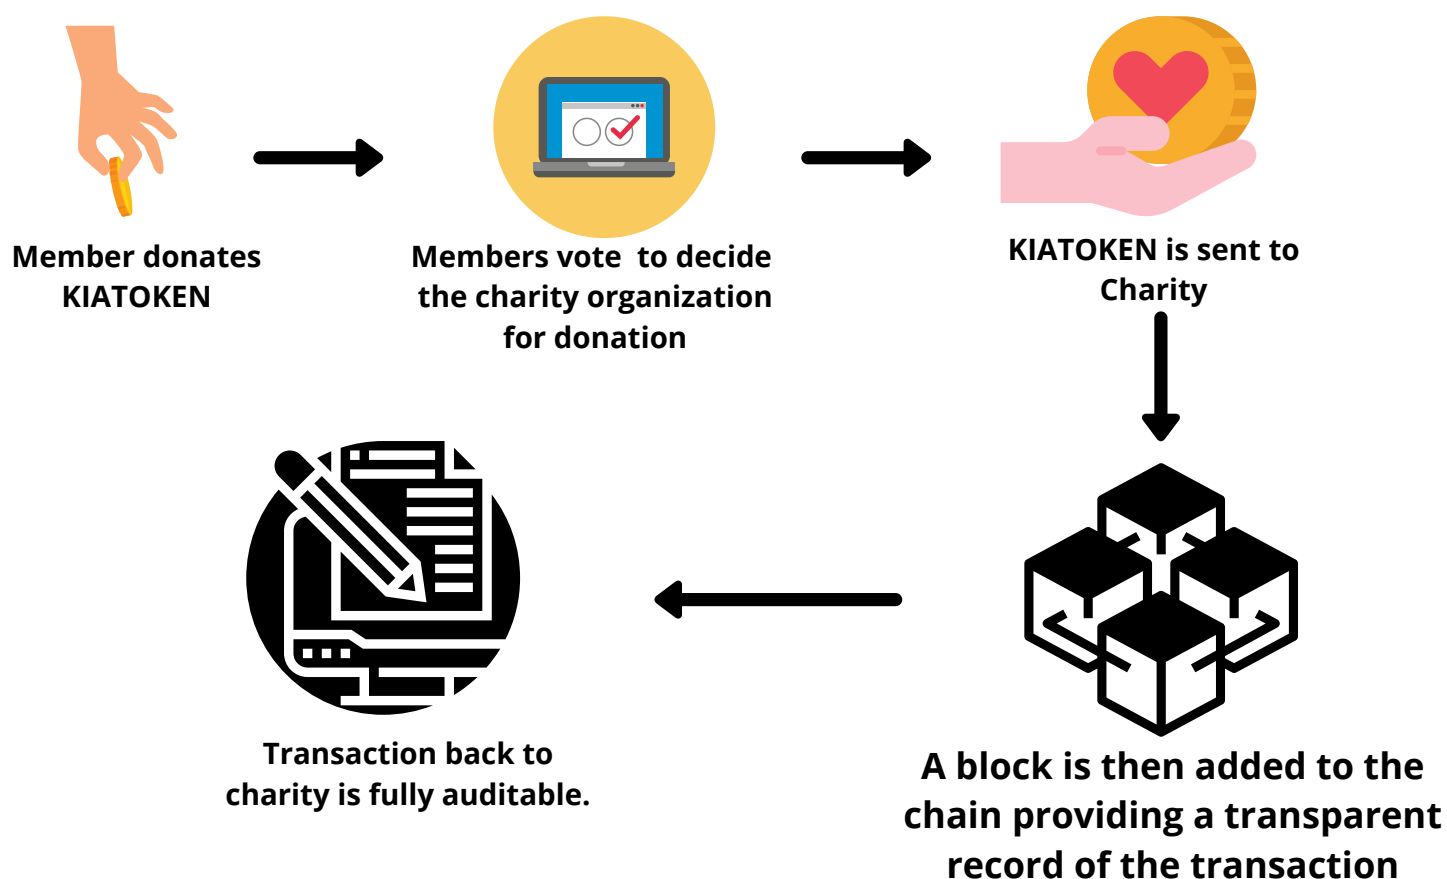 Member donates
KIATOKEN
Members vote  to decide
the charity organization
for donation
KIATOKEN is sent to
Charity
A block is then added to the
chain providing a transparent
record of the transaction
Transaction back to
charity is fully auditable.